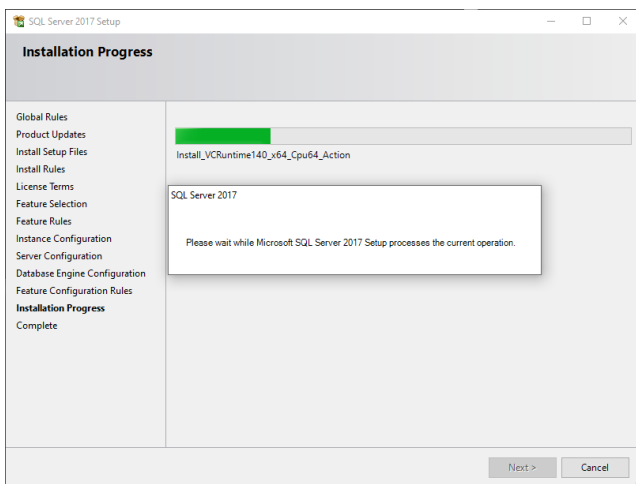 SQL Server 2017 Setup
Installation Progress
Global Rules
Product Updates
Install Setup Files
Install Rules
License Terms
Feature Selection
Feature Rules
Instance Configuration
Server Configuration
Database Engine Configuration
Feature Configuration Rules
Installation Progress
Complete
Install_VCRuntime140_x64_Cpu64_Action
SQL Server 2017
Please wait while Microsoft SQL Server 2017 Setup processes the current operation.
Next >
Cancel